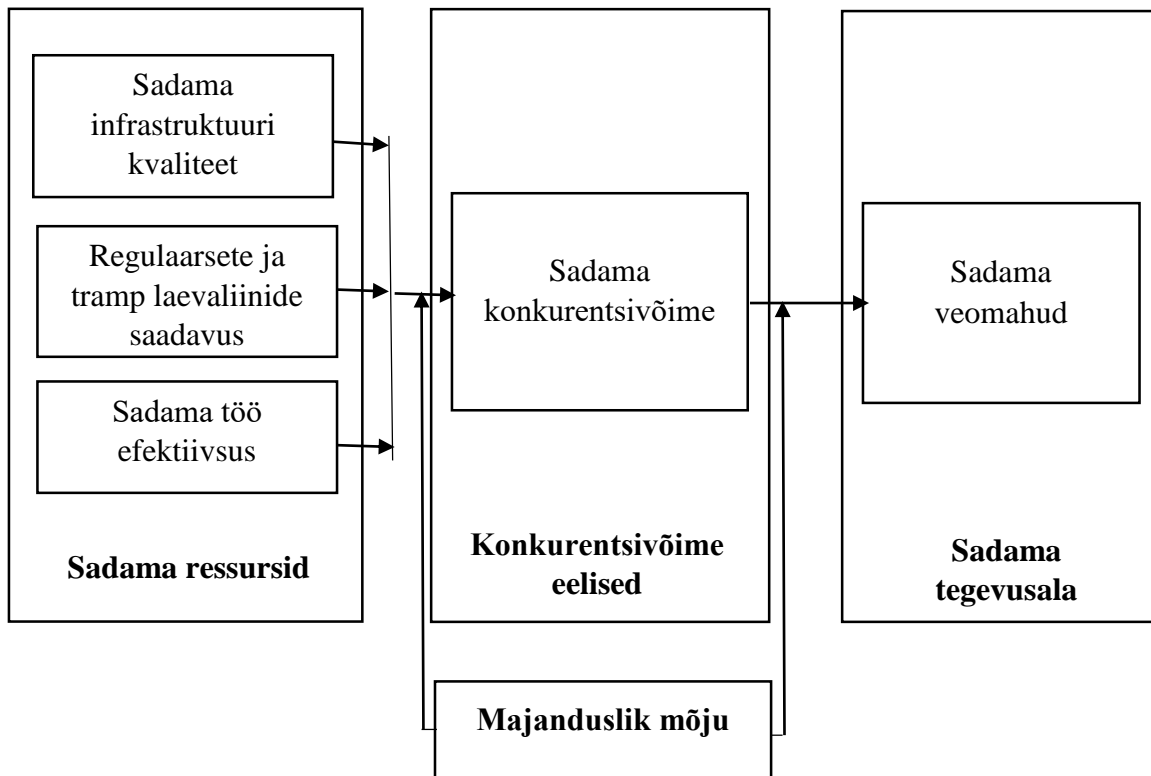 Sadama
infrastruktuuri
kvaliteet
Regulaarsete ja
tramp laevaliinide
saadavus
Sadama töö
efektiivsus
Sadama ressursid
Sadama
konkurentsivõime
Konkurentsivõime
eelised
Sadama
veomahud
Sadama
tegevusala
Majanduslik mõju